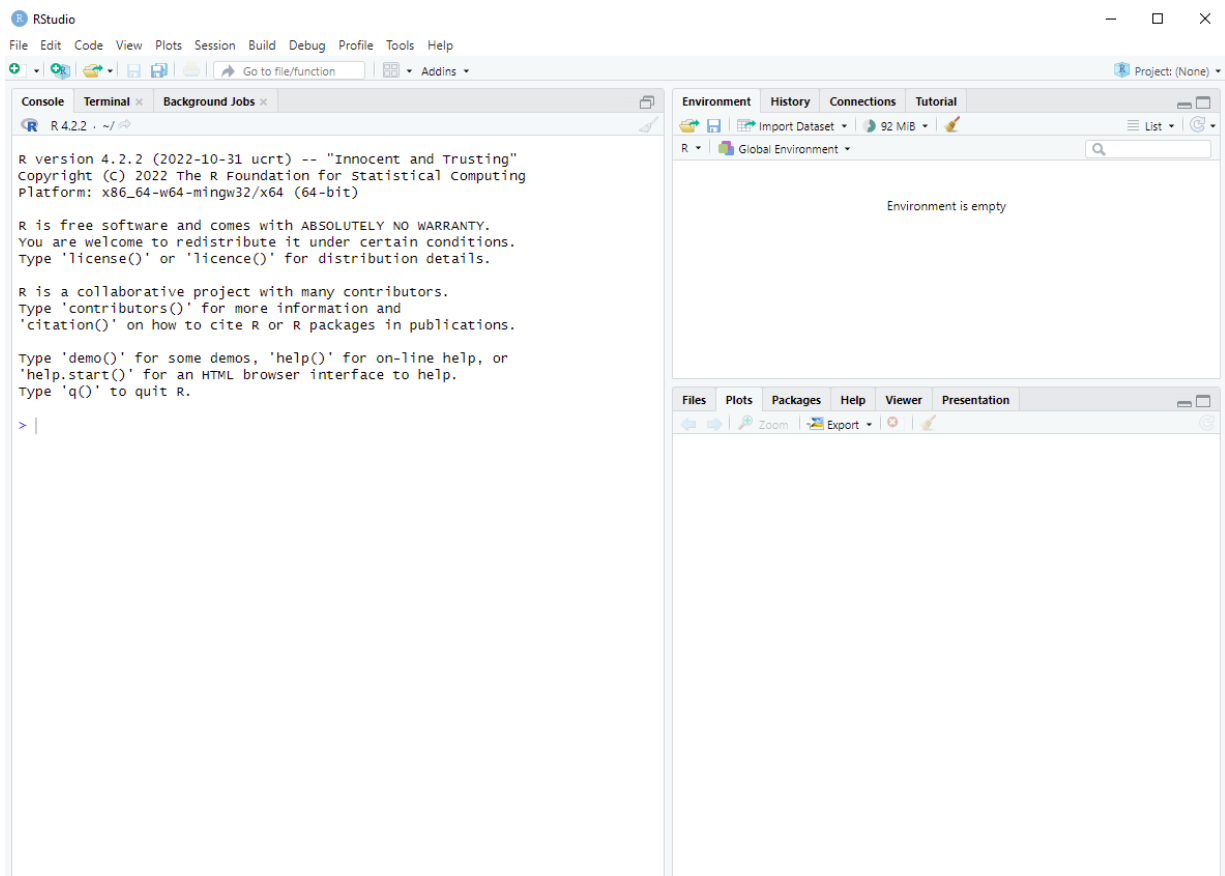 RStudio
File Edit Code View Plots Session Build Debug Profile Tools Help
Go to file/function Addins Project: (None)
Console Terminal Background Jobs
R 4.2.2 · ~/
R version 4.2.2 (2022-10-31 ucrt) -- "Innocent and Trusting"
Copyright (C) 2022 The R Foundation for Statistical Computing
Platform: x86_64-w64-mingw32/x64 (64-bit)
R is free software and comes with ABSOLUTELY NO WARRANTY.
You are welcome to redistribute it under certain conditions.
Type 'license()' or 'licence()' for distribution details.
R is a collaborative project with many contributors.
Type 'contributors()' for more information and
'citation()' on how to cite R or R packages in publications.
Type 'demo()' for some demos, 'help()' for on-line help, or
'help.start()' for an HTML browser interface to help.
Type 'q()' to quit R.
>
Environment History Connections Tutorial
Import Dataset 92 MiB List
R Global Environment
Environment is empty
Files Plots Packages Help Viewer Presentation
Zoom Export